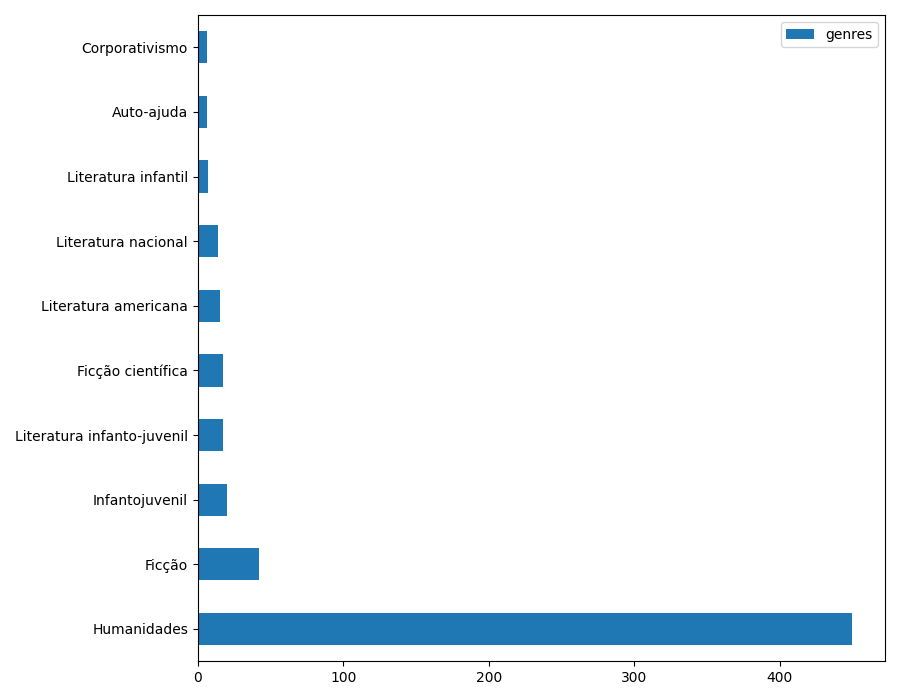 genres
Corporativismo
Auto-ajuda
Literatura infantil
Literatura nacional
Literatura americana
Ficção científica
Literatura infanto-juvenil
Infantojuvenil
Ficção
Humanidades
0 100 200 300 400